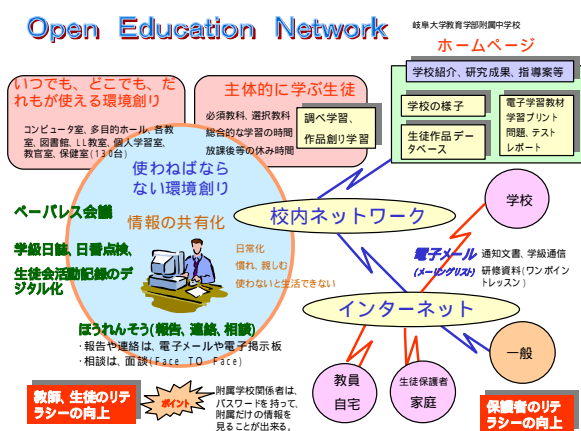 Open Education Network
岐阜大学教育学部附属中学校
ホームページ
学校紹介、研究成果、指導案等
学校の様子
生徒作品デー
タベース
電子学習教材
学習プリント
問題、テスト
レポート
いつでも、どこでも、だ
れもが使える環境創り
コンピュータ室、多目的ホール、各教
室、図書館、LL教室、個人学習室、
教官室、保健室(130台)
主体的に学ぶ生徒
必須教科、選択教科
総合的な学習の時間
放課後等の休み時間
調べ学習、
作品創り学習
使わねばなら
ない環境創り
情報の共有化
日常化
慣れ、親しむ
使わないと生活できない
ペーパレス会議
学級日誌、日番点検、
生徒会活動記録のデ
ジタル化
ほうれんそう(報告、連絡、相談)
・報告や連絡は、電子メールや電子掲示板
・相談は、面談(Face TO Face)
校内ネットワーク
学校
電子メール
(メーリングリスト)
通知文書、学級通信
研修資料(ワンポイン
トレッスン)
インターネット
一般
教員
自宅
生徒保護者
家庭
教師、生徒のリテ
ラシーの向上
ポイント
附属学校関係者は、
パスワードを持って、
附属だけの情報を
見ることが出来る。
保護者のリテ
ラシーの向上